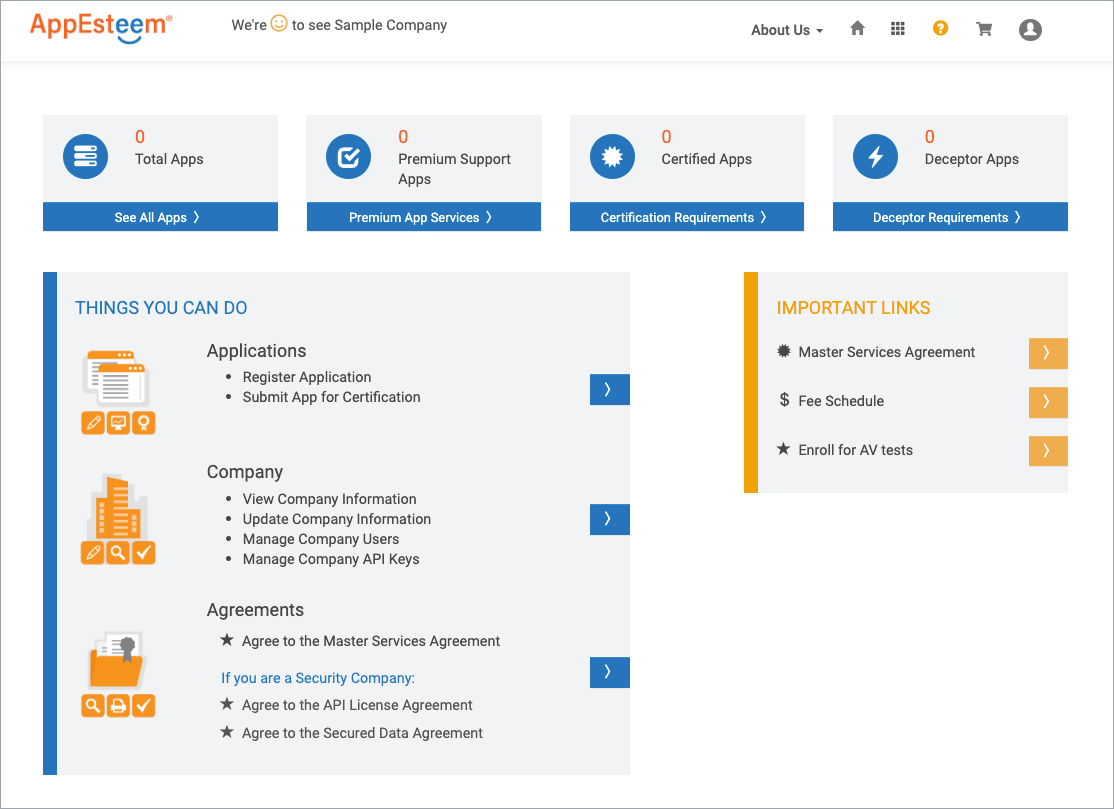 AppEsteem®
We're to see Sample Company
About Us
?
0
Total Apps
See All Apps
0
Premium Support
Apps
Premium App Services
0
Certified Apps
Certification Requirements
0
Deceptor Apps
Deceptor Requirements
THINGS YOU CAN DO
Applications
Register Application
Submit App for Certification
Company
View Company Information
Update Company Information
Manage Company Users
Manage Company API Keys
Agreements
Agree to the Master Services Agreement
If you are a Security Company:
Agree to the API License Agreement
Agree to the Secured Data Agreement
IMPORTANT LINKS
Master Services Agreement
$ Fee Schedule
Enroll for AV tests